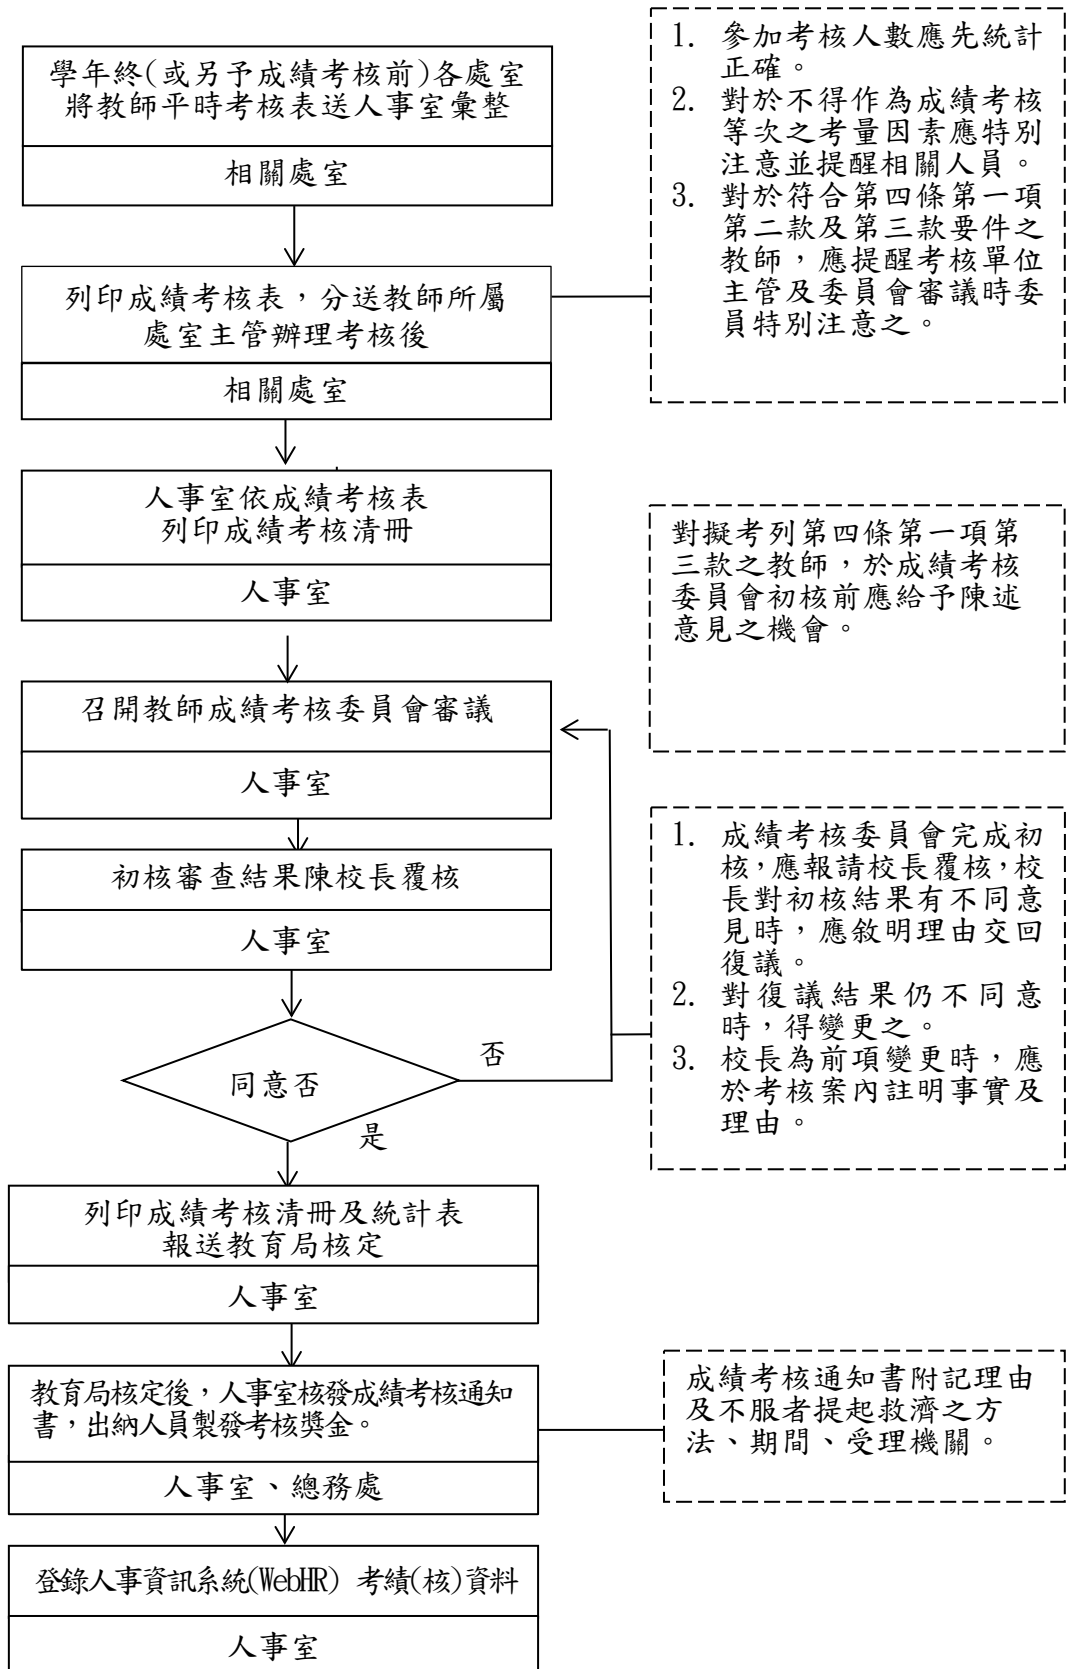 學年終(或另予成績考核前)各處室
將教師平時考核表送人事室彙整
相關處室
1. 參加考核人數應先統計
正確。
2. 對於不得作為成績考核
等次之考量因素應特別
注意並提醒相關人員。
3. 對於符合第四條第一項
第二款及第三款要件之
教師，應提醒考核單位
主管及委員會審議時委
員特別注意之。
列印成績考核表，分送教師所屬
處室主管辦理考核後
相關處室
人事室依成績考核表
列印成績考核清冊
人事室
對擬考列第四條第一項第
三款之教師，於成績考核
委員會初核前應給予陳述
意見之機會。
召開教師成績考核委員會審議
人事室
初核審查結果陳校長覆核
人事室
1. 成績考核委員會完成初
核，應報請校長覆核，校
長對初核結果有不同意
見時，應敘明理由交回
復議。
2. 對復議結果仍不同意
時，得變更之。
3. 校長為前項變更時，應
於考核案內註明事實及
理由。
同意否
否
是
列印成績考核清冊及統計表
報送教育局核定
人事室
教育局核定後，人事室核發成績考核通知
書，出納人員製發考核獎金。
人事室、總務處
成績考核通知書附記理由
及不服者提起救濟之方
法、期間、受理機關。
登錄人事資訊系統(WebHR) 考績(核)資料
人事室